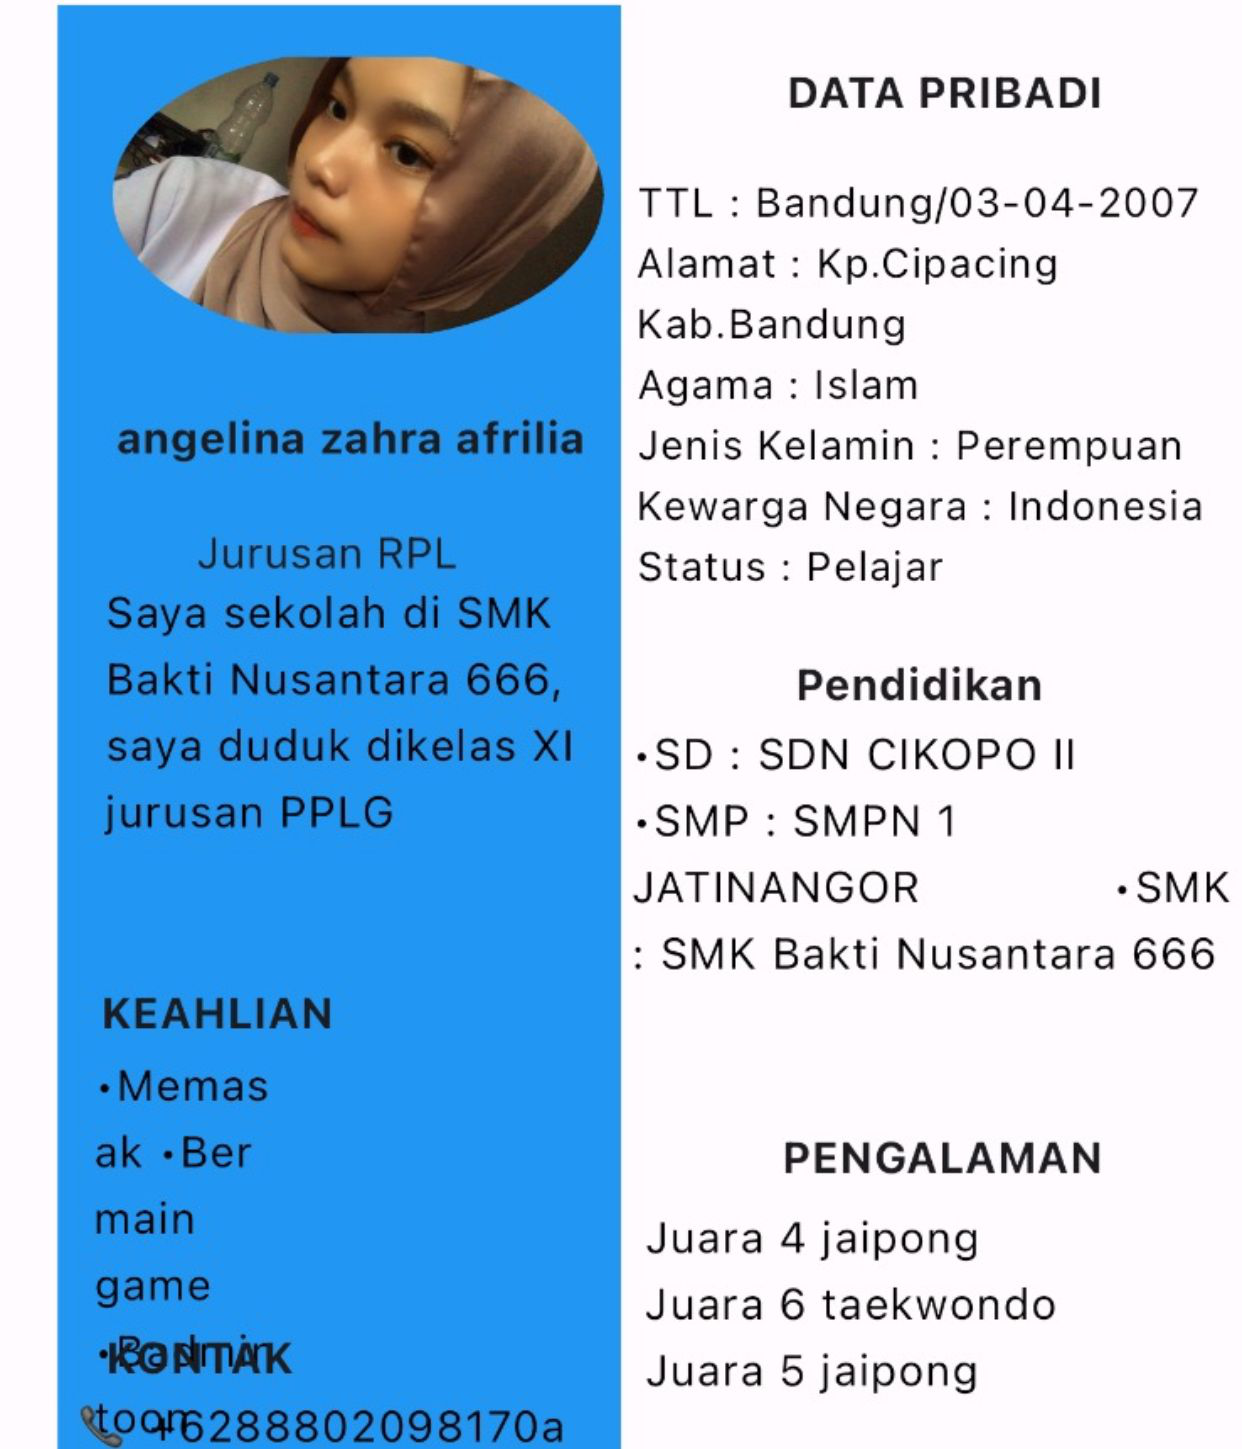 angelina zahra afrilia
Jurusan RPL
Saya sekolah di SMK
Bakti Nusantara 666,
saya duduk dikelas XI
jurusan PPLG
KEAHLIAN
•Memas
ak •Ber
main
game
•Badmin
toon
KONTAK
+6288802098170a
DATA PRIBADI
TTL : Bandung/03-04-2007
Alamat : Kp.Cipacing
Kab.Bandung
Agama : Islam
Jenis Kelamin : Perempuan
Kewarga Negara : Indonesia
Status : Pelajar
Pendidikan
•SD : SDN CIKOPO II
•SMP : SMPN 1
JATINANGOR •SMK
: SMK Bakti Nusantara 666
PENGALAMAN
Juara 4 jaipong
Juara 6 taekwondo
Juara 5 jaipong